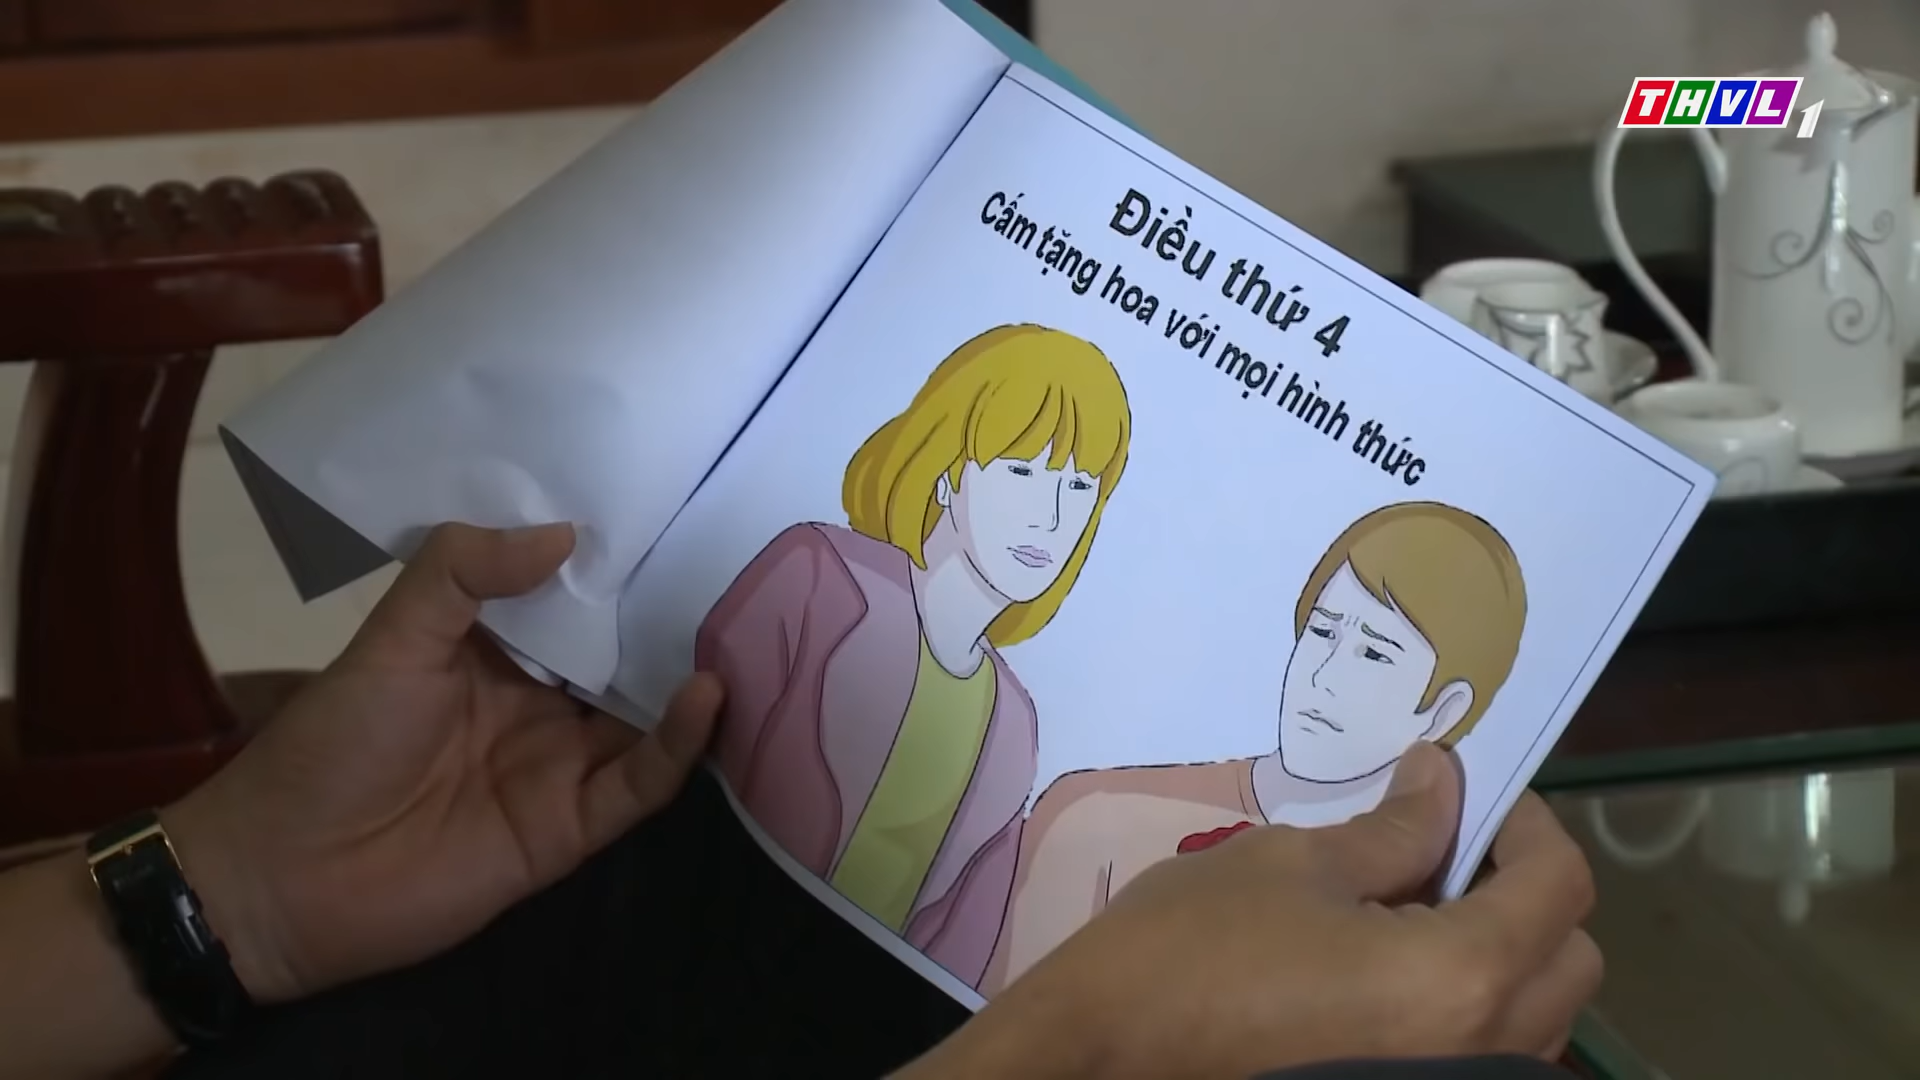 THVL1
Điều thứ 4
Cấm tặng hoa với mọi hình thức